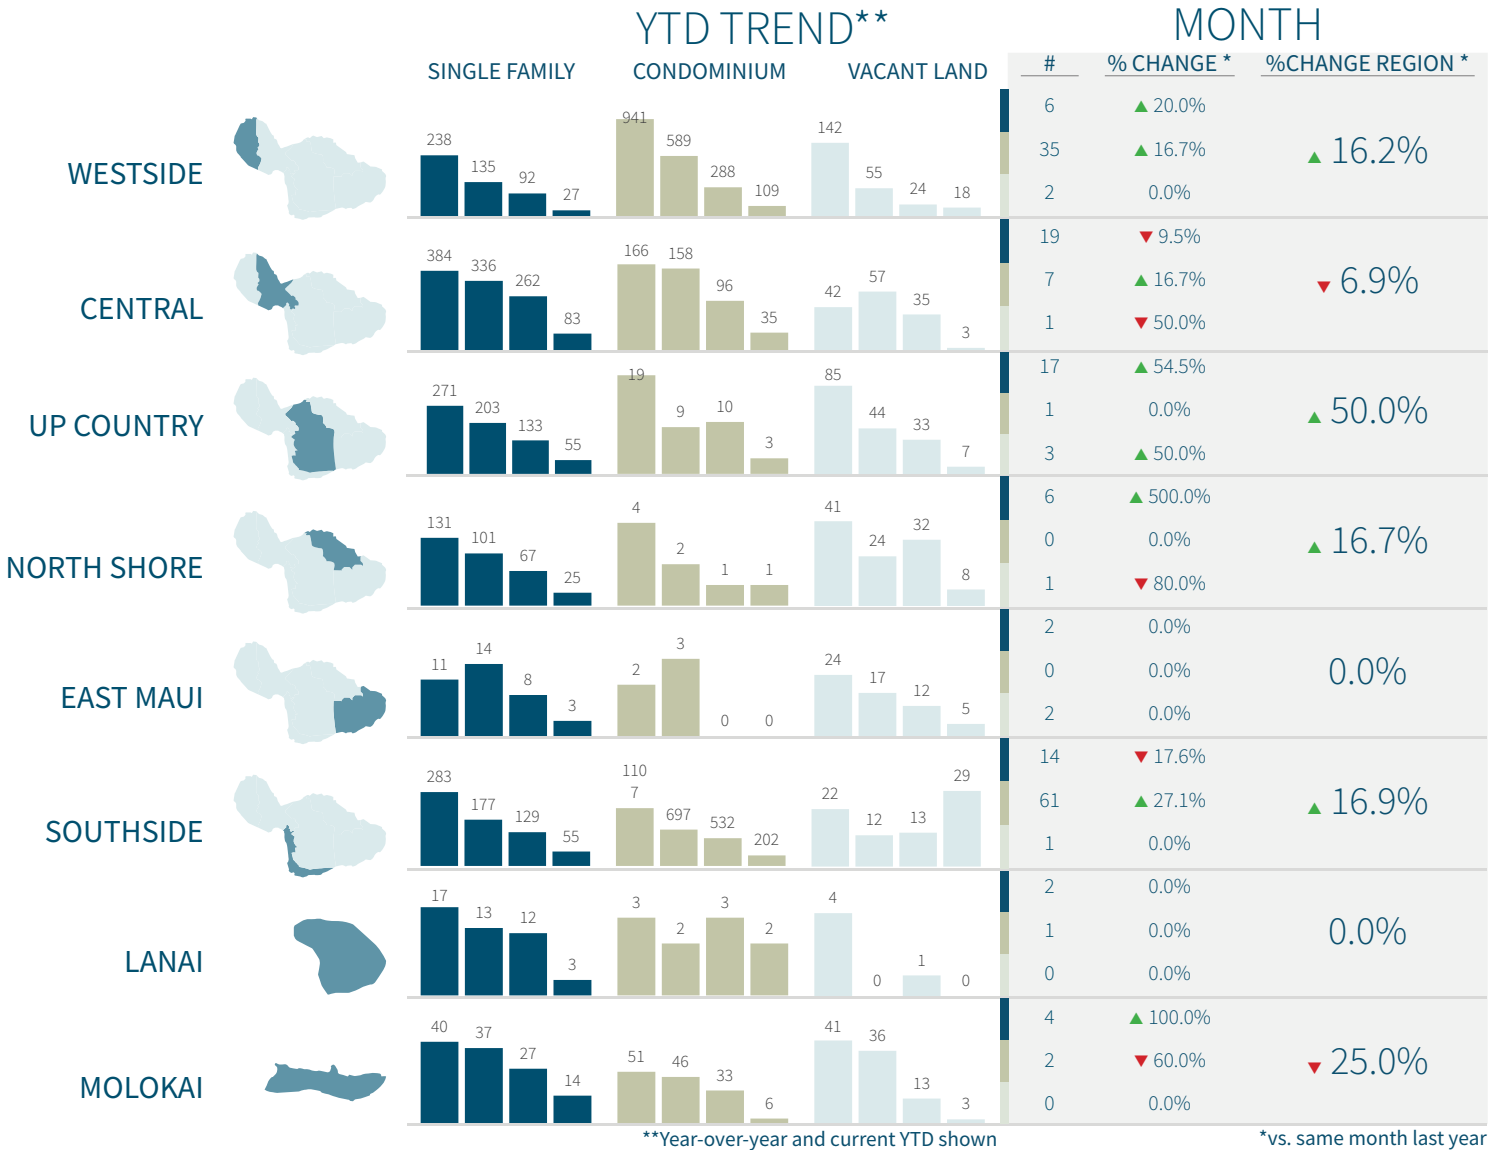 YTD TREND** MONTH
SINGLE FAMILY CONDOMINIUM VACANT LAND # % CHANGE * %CHANGE REGION *
WESTSIDE
238 135 92 27
941 589 288 109
142 55 24 18
6 20.0%
35 16.7%
2 0.0%
16.2%
CENTRAL
384 336 262 83
166 158 96 35
42 57 35 3
19 9.5%
7 16.7%
1 50.0%
6.9%
UP COUNTRY
271 203 133 55
19 9 10 3
85 44 33 7
17 54.5%
1 0.0%
3 50.0%
50.0%
NORTH SHORE
131 101 67 25
4 2 1 1
41 24 32 8
6 500.0%
0 0.0%
1 80.0%
16.7%
EAST MAUI
11 14 8 3
2 3 0 0
24 17 12 5
2 0.0%
0 0.0%
2 0.0%
0.0%
SOUTHSIDE
283 177 129 55
110
7 697 532 202
22 12 13 29
14 17.6%
61 27.1%
1 0.0%
16.9%
LANAI
17 13 12 3
3 2 3 2
4 0 1 0
2 0.0%
1 0.0%
0 0.0%
0.0%
MOLOKAI
40 37 27 14
51 46 33 6
41 36 13 3
4 100.0%
2 60.0%
0 0.0%
25.0%
**Year-over-year and current YTD shown
*vs. same month last year